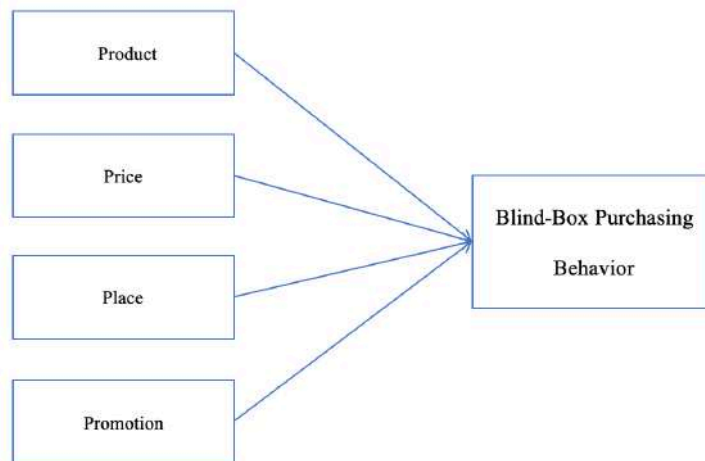 Product
Price
Blind-Box Purchasing
Behavior
Place
Promotion